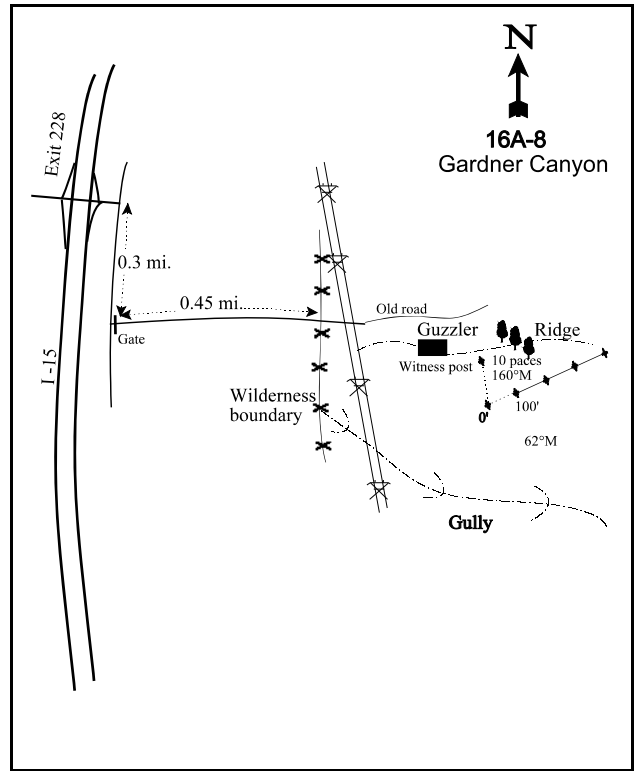 N
16A-8
Gardner Canyon
Exit 228
0.3 mi.
0.45 mi.
Old road
Gate
Guzzler
Ridge
Witness post
10 paces
160°M
I -15
Wilderness
boundary
0'
100'
62°M
Gully